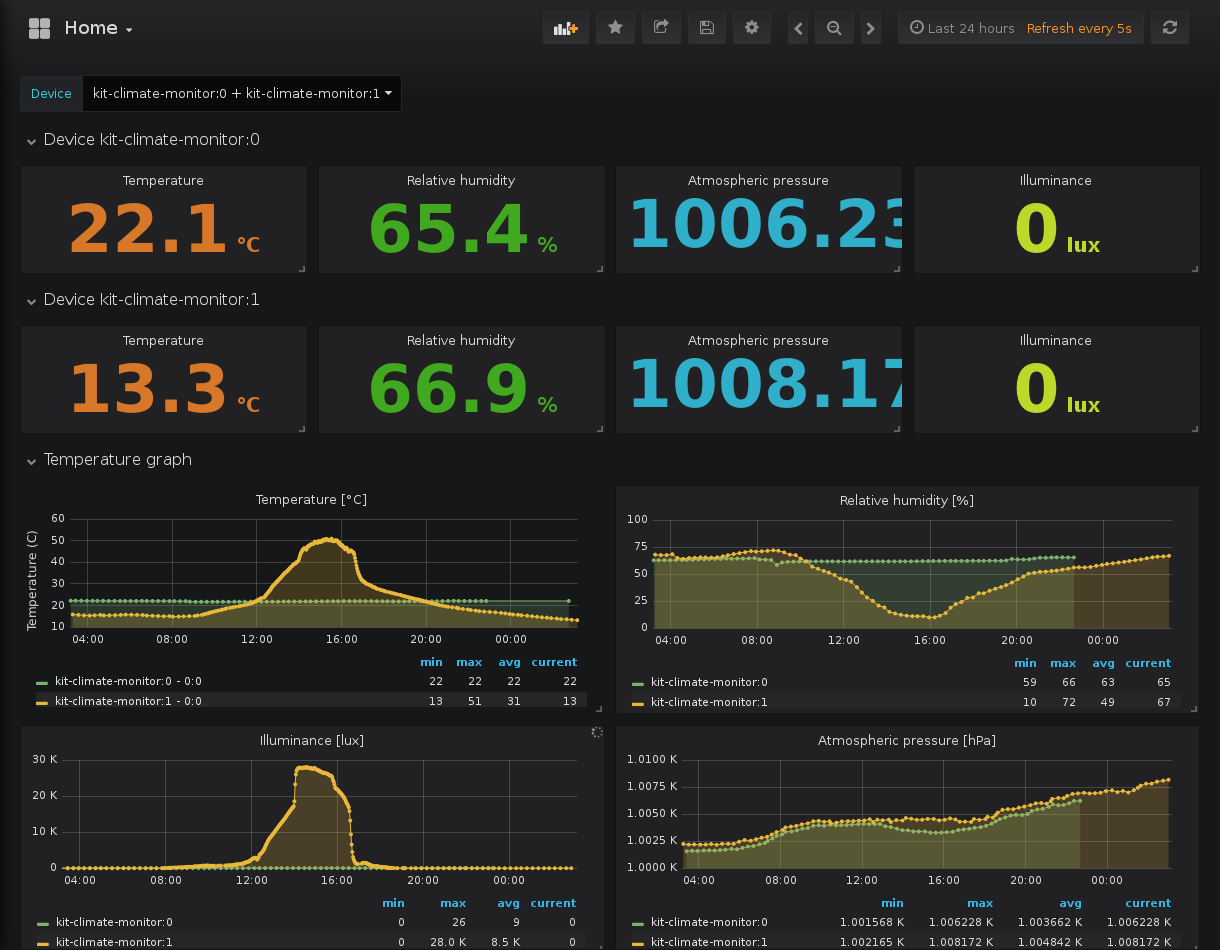 Home
Last 24 hours Refresh every 5s
Device kit-climate-monitor:0 + kit-climate-monitor:1
Device kit-climate-monitor:0
Temperature Relative humidity Atmospheric pressure Illuminance
22.1 °C 65.4 % 1006.23 0 lux
Device kit-climate-monitor:1
Temperature Relative humidity Atmospheric pressure Illuminance
13.3 °C 66.9 % 1008.17 0 lux
Temperature graph
Temperature [°C]
Temperature (C)
60
50
40
30
20
10
04:00 08:00 12:00 16:00 20:00 00:00
min max avg current
kit-climate-monitor:0 - 0:0 22 22 22 22
kit-climate-monitor:1 - 0:0 13 51 31 13
Relative humidity [%]
100
75
50
25
0
04:00 08:00 12:00 16:00 20:00 00:00
min max avg current
kit-climate-monitor:0 59 66 63 65
kit-climate-monitor:1 10 72 49 67
Illuminance [lux]
30 K
20 K
10 K
0
04:00 08:00 12:00 16:00 20:00 00:00
min max avg current
kit-climate-monitor:0 0 26 9 0
kit-climate-monitor:1 0 28.0 K 8.5 K 0
Atmospheric pressure [hPa]
1.0100 K
1.0075 K
1.0050 K
1.0025 K
1.0000 K
04:00 08:00 12:00 16:00 20:00 00:00
min max avg current
kit-climate-monitor:0 1.001568 K 1.006228 K 1.003662 K 1.006228 K
kit-climate-monitor:1 1.002165 K 1.008172 K 1.004842 K 1.008172 K